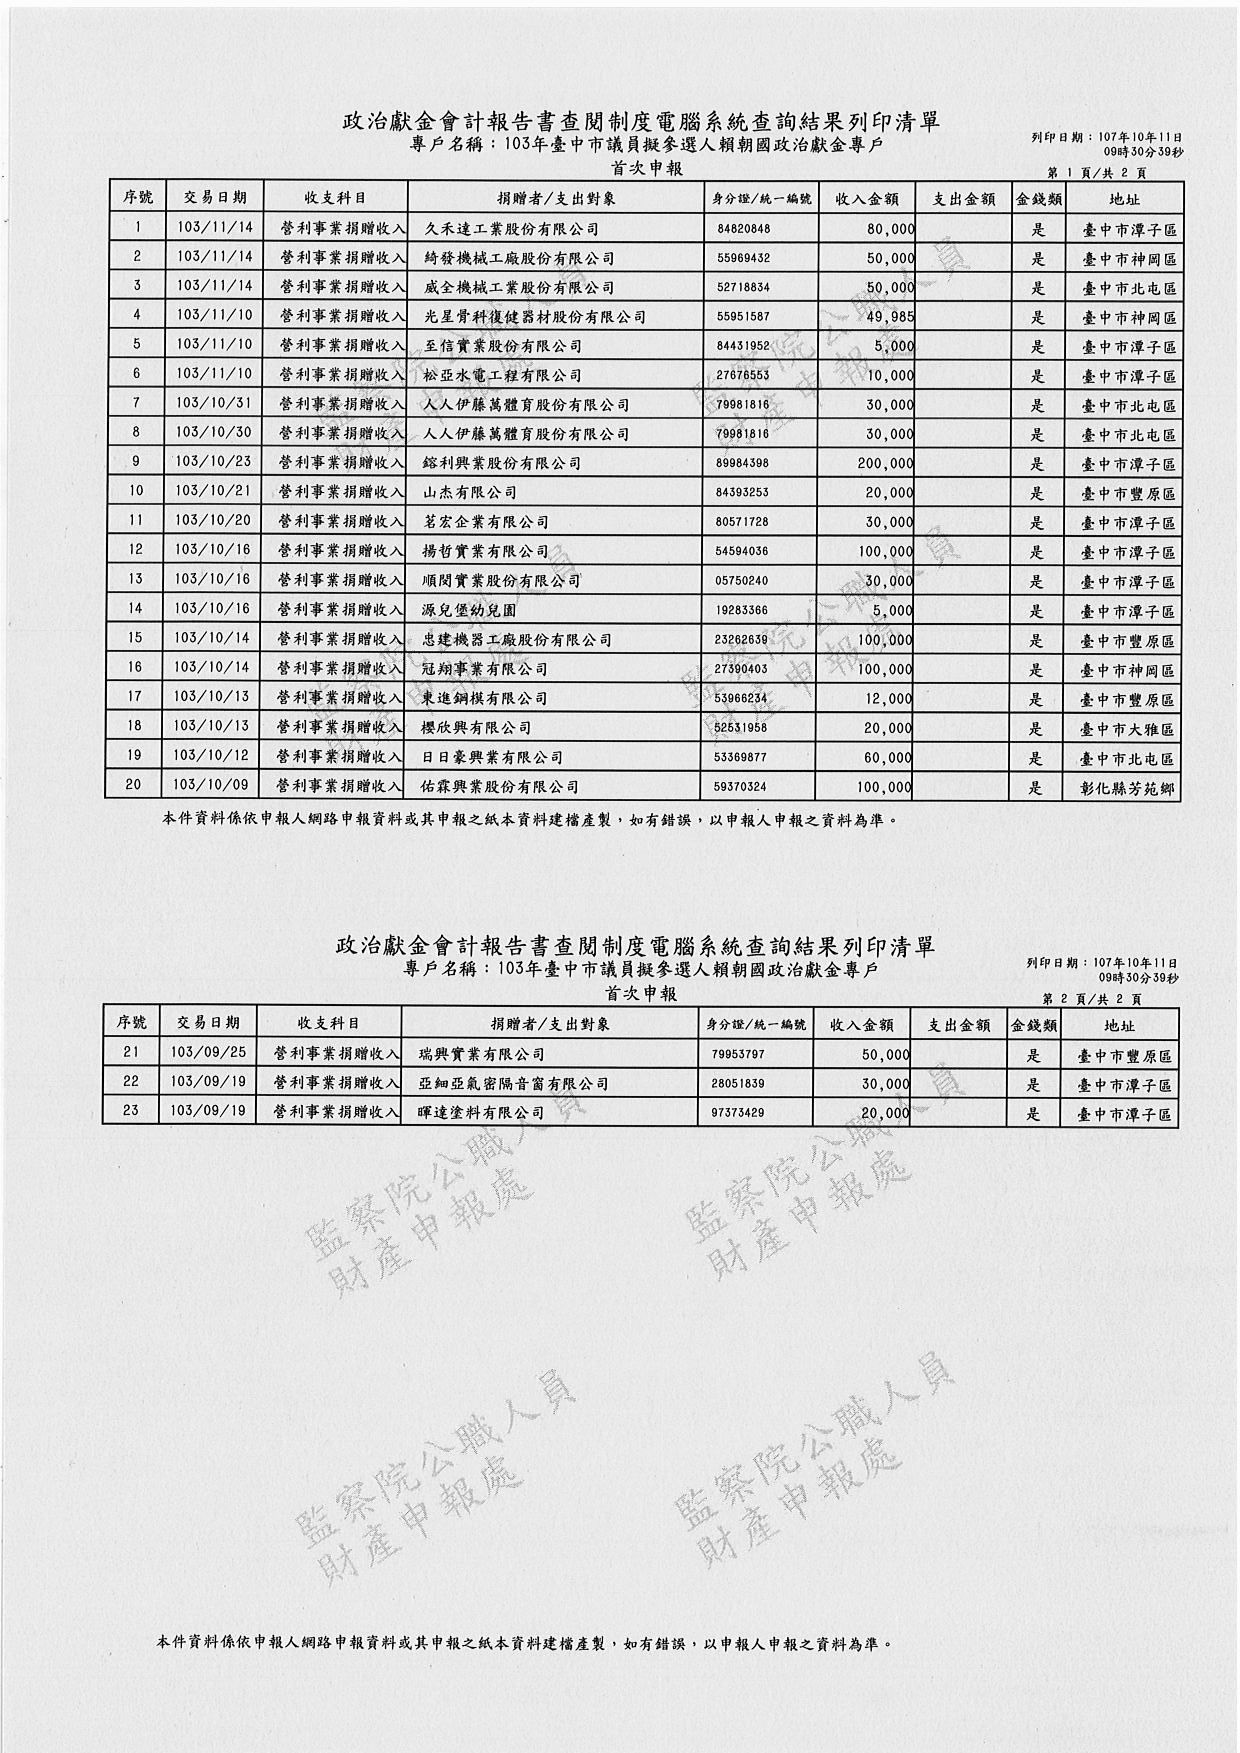 政治獻金會計報告書查閱制度電腦系統查詢結果列印清單
專戶名稱：103年臺中市議員擬參選人賴朝國政治獻金專戶
首次申報
列印日期：107年10年11日
09時30分39秒
第 1 頁/共 2 頁
序號 交易日期 收支科目 捐贈者/支出對象 身分證/統一編號 收入金額 支出金額 金錢類 地址
1 103/11/14 營利事業捐贈收入 久禾達工業股份有限公司 84820848 80,000 是 臺中市潭子區
2 103/11/14 營利事業捐贈收入 綺發機械工廠股份有限公司 55969432 50,000 是 臺中市神岡區
3 103/11/14 營利事業捐贈收入 威全機械工業股份有限公司 52718834 50,000 是 臺中市北屯區
4 103/11/10 營利事業捐贈收入 光星骨科復健器材股份有限公司 55951587 49,985 是 臺中市神岡區
5 103/11/10 營利事業捐贈收入 至信實業股份有限公司 84431952 5,000 是 臺中市潭子區
6 103/11/10 營利事業捐贈收入 松亞水電工程有限公司 27676553 10,000 是 臺中市潭子區
7 103/10/31 營利事業捐贈收入 人人伊藤萬體育股份有限公司 79981816 30,000 是 臺中市北屯區
8 103/10/30 營利事業捐贈收入 人人伊藤萬體育股份有限公司 79981816 30,000 是 臺中市北屯區
9 103/10/23 營利事業捐贈收入 鎔利興業股份有限公司 89984398 200,000 是 臺中市潭子區
10 103/10/21 營利事業捐贈收入 山杰有限公司 84393253 20,000 是 臺中市豐原區
11 103/10/20 營利事業捐贈收入 茗宏企業有限公司 80571728 30,000 是 臺中市潭子區
12 103/10/16 營利事業捐贈收入 揚哲實業有限公司 54594036 100,000 是 臺中市潭子區
13 103/10/16 營利事業捐贈收入 順閔實業股份有限公司 05750240 30,000 是 臺中市潭子區
14 103/10/16 營利事業捐贈收入 源兒堡幼兒園 19283366 5,000 是 臺中市潭子區
15 103/10/14 營利事業捐贈收入 忠建機器工廠股份有限公司 23262639 100,000 是 臺中市豐原區
16 103/10/14 營利事業捐贈收入 冠翔事業有限公司 27390403 100,000 是 臺中市神岡區
17 103/10/13 營利事業捐贈收入 東進鋼模有限公司 53966234 12,000 是 臺中市豐原區
18 103/10/13 營利事業捐贈收入 櫻欣興有限公司 52531958 20,000 是 臺中市大雅區
19 103/10/12 營利事業捐贈收入 日日豪興業有限公司 53369877 60,000 是 臺中市北屯區
20 103/10/09 營利事業捐贈收入 佑霖興業股份有限公司 59370324 100,000 是 彰化縣芳苑鄉
本件資料係依申報人網路申報資料或其申報之紙本資料建檔產製，如有錯誤，以申報人申報之資料為準。
監察院公職人員
財產申報處
監察院公職人員
財產申報處
監察院公職人員
財產申報處
監察院公職人員
財產申報處
政治獻金會計報告書查閱制度電腦系統查詢結果列印清單
專戶名稱：103年臺中市議員擬參選人賴朝國政治獻金專戶
首次申報
列印日期：107年10年11日
09時30分39秒
第 2 頁/共 2 頁
序號 交易日期 收支科目 捐贈者/支出對象 身分證/統一編號 收入金額 支出金額 金錢類 地址
21 103/09/25 營利事業捐贈收入 瑞興實業有限公司 79953797 50,000 是 臺中市豐原區
22 103/09/19 營利事業捐贈收入 亞細亞氣密隔音窗有限公司 28051839 30,000 是 臺中市潭子區
23 103/09/19 營利事業捐贈收入 暉達塗料有限公司 97373429 20,000 是 臺中市潭子區
監察院公職人員
財產申報處
監察院公職人員
財產申報處
監察院公職人員
財產申報處
監察院公職人員
財產申報處
本件資料係依申報人網路申報資料或其申報之紙本資料建檔產製，如有錯誤，以申報人申報之資料為準。